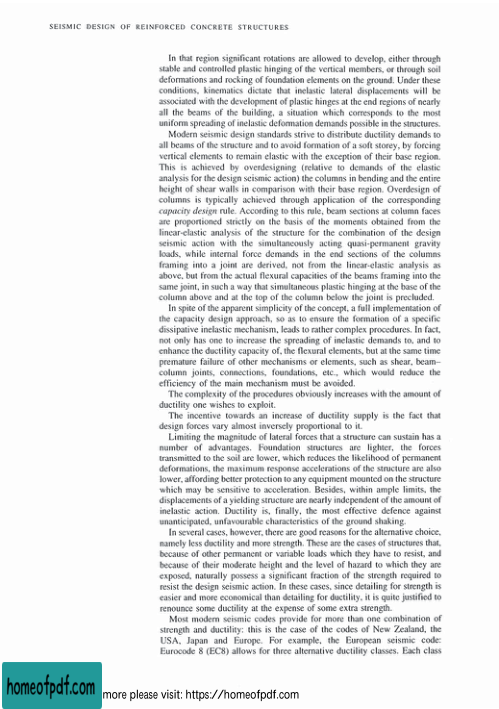 SEISMIC DESIGN OF REINFORCED CONCRETE STRUCTURES
In that region significant rotations are allowed to develop, either through
stable and controlled plastic hinging of the vertical members, or through soil
deformations and rocking of foundation elements on the ground. Under these
conditions, kinematics dictate that inelastic lateral displacements will be
associated with the development of plastic hinges at the end regions of nearly
all the beams of the building, a situation which corresponds to the most
uniform spreading of inelastic deformation demands possible in the structures.
Modern seismic design standards strive to distribute ductility demands to
all beams of the structure and to avoid formation of a soft storey, by forcing
vertical elements to remain elastic with the exception of their base region.
This is achieved by overdesigning (relative to demands of the elastic
analysis for the design seismic action) the columns in bending and the entire
height of shear walls in comparison with their base region. Overdesign of
columns is typically achieved through application of the corresponding
capacity design rule. According to this rule, beam sections at column faces
are proportioned strictly on the basis of the moments obtained from the
linear-elastic analysis of the structure for the combination of the design
seismic action with the simultaneously acting quasi-permanent gravity
loads, while internal force demands in the end sections of the columns
framing into a joint are derived, not from the linear-elastic analysis as
above, but from the actual flexural capacities of the beams framing into the
same joint, in such a way that simultaneous plastic hinging at the base of the
column above and at the top of the column below the joint is precluded.
In spite of the apparent simplicity of the concept, a full implementation of
the capacity design approach, so as to ensure the formation of a specific
dissipative inelastic mechanism, leads to rather complex procedures. In fact,
not only has one to increase the spreading of inelastic demands to, and to
enhance the ductility capacity of, the flexural elements, but at the same time
premature failure of other mechanisms or elements, such as shear, beam–
column joints, connections, foundations, etc., which would reduce the
efficiency of the main mechanism must be avoided.
The complexity of the procedures obviously increases with the amount of
ductility one wishes to exploit.
The incentive towards an increase of ductility supply is the fact that
design forces vary almost inversely proportional to it.
Limiting the magnitude of lateral forces that a structure can sustain has a
number of advantages. Foundation structures are lighter, the forces
transmitted to the soil are lower, which reduces the likelihood of permanent
deformations, the maximum response accelerations of the structure are also
lower, affording better protection to any equipment mounted on the structure
which may be sensitive to acceleration. Besides, within ample limits, the
displacements of a yielding structure are nearly independent of the amount of
inelastic action. Ductility is, finally, the most effective defence against
unanticipated, unfavourable characteristics of the ground shaking.
In several cases, however, there are good reasons for the alternative choice,
namely less ductility and more strength. These are the cases of structures that,
because of other permanent or variable loads which they have to resist, and
because of their moderate height and the level of hazard to which they are
exposed, naturally possess a significant fraction of the strength required to
resist the design seismic action. In these cases, since detailing for strength is
easier and more economical than detailing for ductility, it is quite justified to
renounce some ductility at the expense of some extra strength.
Most modern seismic codes provide for more than one combination of
strength and ductility: this is the case of the codes of New Zealand, the
USA, Japan and Europe. For example, the European seismic code:
Eurocode 8 (EC8) allows for three alternative ductility classes. Each class
homeofpdf.com
more please visit: https://homeofpdf.com